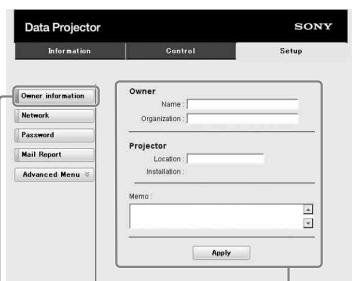 Data Projector
SONY
Information
Control
Setup
Owner information
Network
Password
Mail Report
Advanced Menu
Owner
Name :
Organization :
Projector
Location :
Installation :
Memo :
Apply